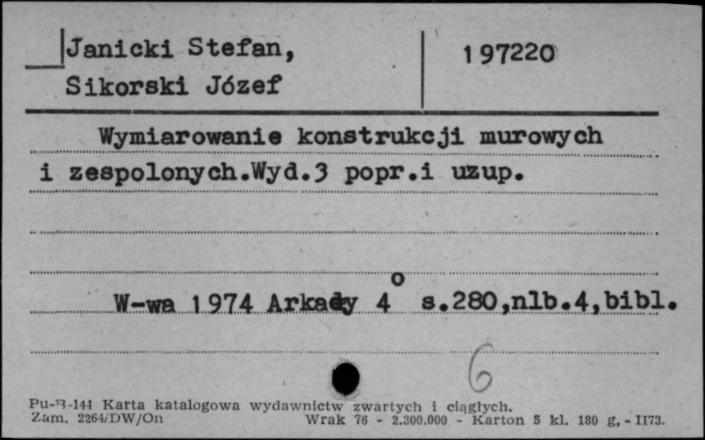 Janicki Stefan,
197220
Sikorski Józef
Wymiarowanie konstrukcji murowych
i zespolonych.Wyd.3 popr.i uzup.
W-wa 1974 Arkady 4° s.280,nlb.4,bibl.
6
Pu-B-144 Karta katalogowa wydawnictw zwartych i ciągłych.
Zam. 2264/DW/On Wrak 76 - 2.300.000 - Karton 5 kl. 180 g, - II73.